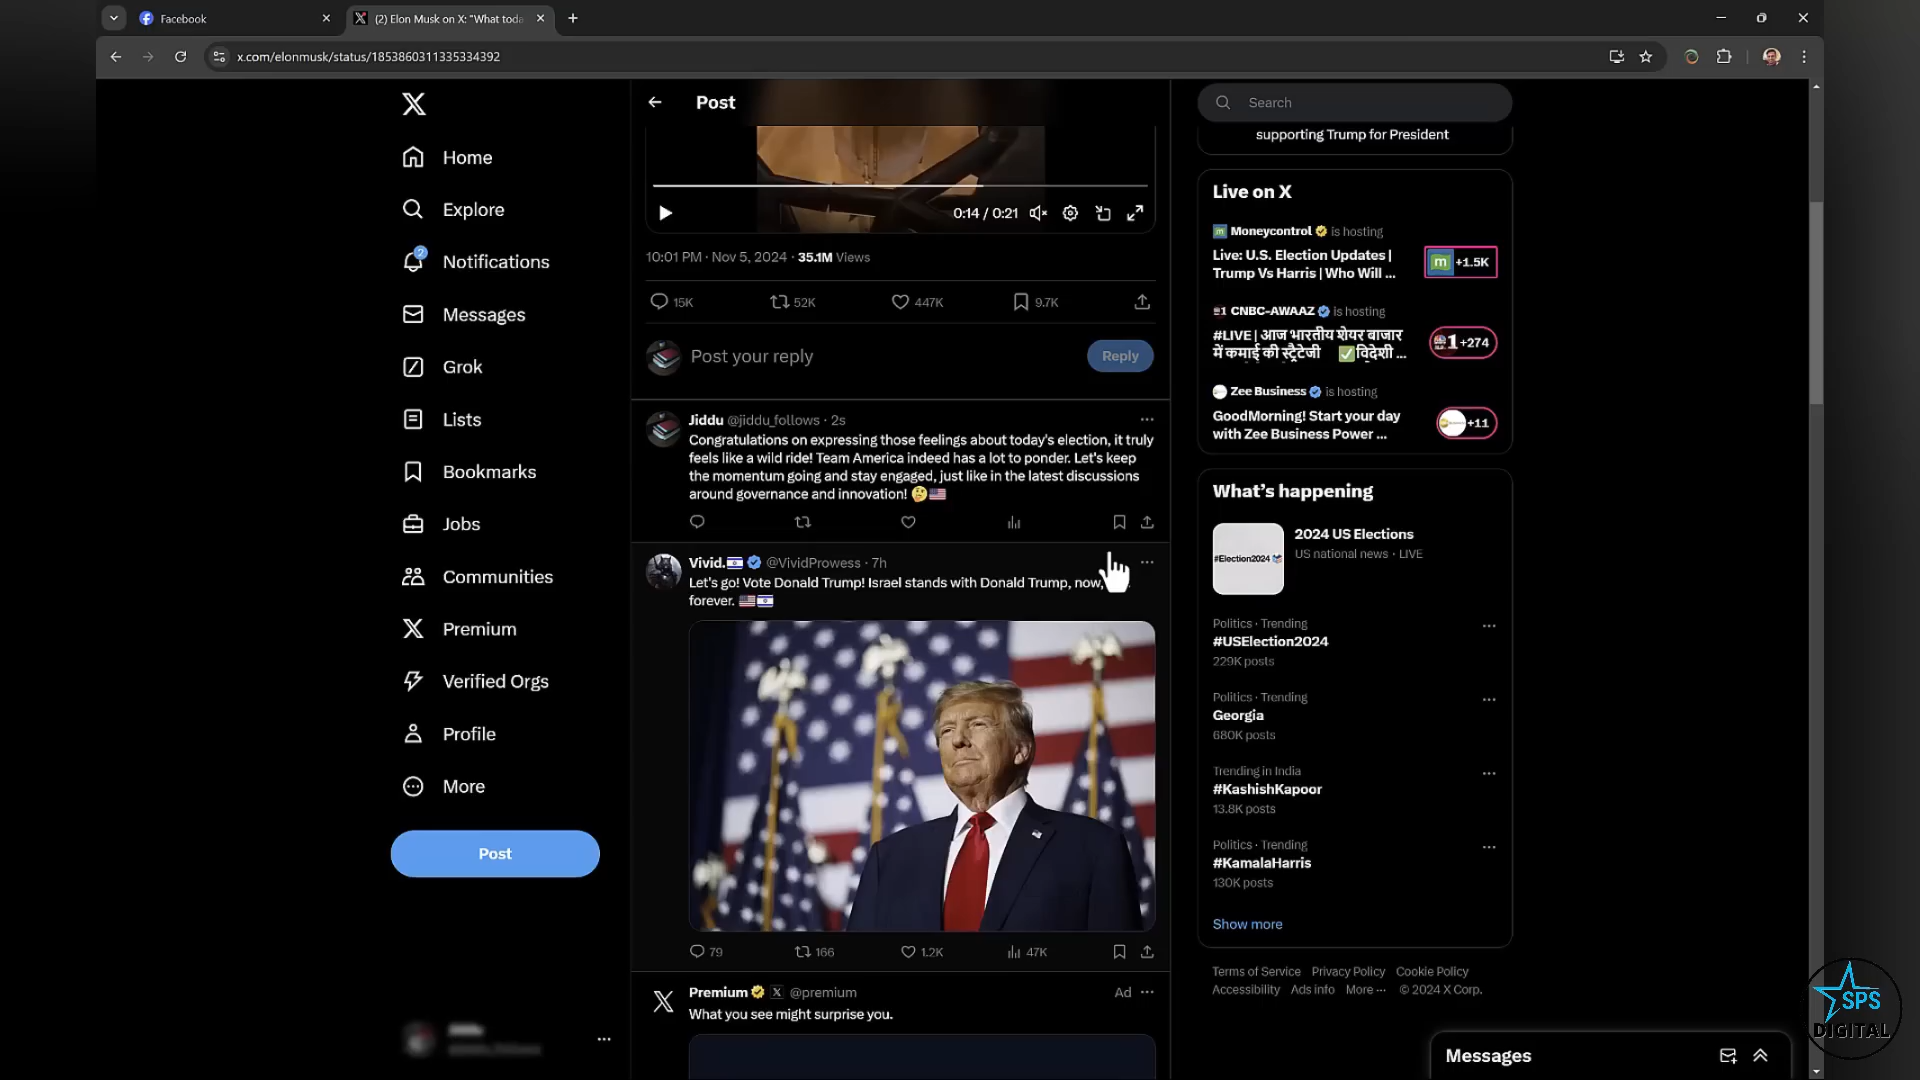 Facebook
(2) Elon Musk on X: "What toda
x.com/elonmusk/status/1853860311335334392
Home
Explore
2
Notifications
Messages
Grok
Lists
Bookmarks
Jobs
Communities
Premium
Verified Orgs
Profile
More
Post
Post
0:14 / 0:21
10:01 PM · Nov 5, 2024 · 35.1M Views
15K
52K
447K
9.7K
Post your reply
Reply
Jiddu @jiddu_follows · 2s
Congratulations on expressing those feelings about today's election, it truly
feels like a wild ride! Team America indeed has a lot to ponder. Let's keep
the momentum going and stay engaged, just like in the latest discussions
around governance and innovation! 🤔🇺🇸
Vivid.🇮🇱 @VividProwess · 7h
Let's go! Vote Donald Trump! Israel stands with Donald Trump, now,
forever. 🇺🇸🇮🇱
79
166
1.2K
47K
Premium X @premium
Ad
What you see might surprise you.
Search
supporting Trump for President
Live on X
Moneycontrol is hosting
Live: U.S. Election Updates |
Trump Vs Harris | Who Will ...
m +1.5K
CNBC-AWAAZ is hosting
#LIVE | आज भारतीय शेयर बाजार
में कमाई की स्ट्रैटेजी ✅विदेशी ...
1 +274
Zee Business is hosting
GoodMorning! Start your day
with Zee Business Power ...
+11
What's happening
#Election2024
2024 US Elections
US national news · LIVE
Politics · Trending
#USElection2024
229K posts
Politics · Trending
Georgia
680K posts
Trending in India
#KashishKapoor
13.8K posts
Politics · Trending
#KamalaHarris
130K posts
Show more
Terms of Service Privacy Policy Cookie Policy
Accessibility Ads info More ··· © 2024 X Corp.
Messages
SPS
DIGITAL